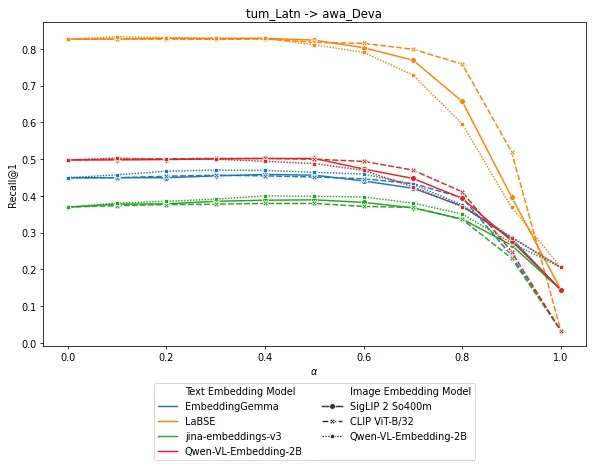 tum_Latn -> awa_Deva
Recall@1
0.8
0.7
0.6
0.5
0.4
0.3
0.2
0.1
0.0
0.0 0.2 0.4 0.6 0.8 1.0
α
Text Embedding Model Image Embedding Model
EmbeddingGemma SigLIP 2 So400m
LaBSE CLIP ViT-B/32
jina-embeddings-v3 Qwen-VL-Embedding-2B
Qwen-VL-Embedding-2B